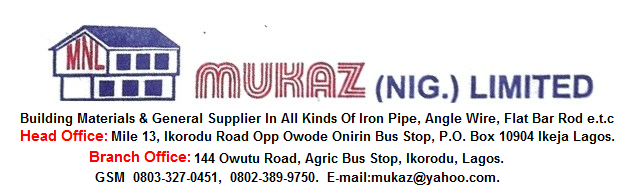 MNL
MUKAZ (NIG.) LIMITED
Building Materials & General Supplier In All Kinds Of Iron Pipe, Angle Wire, Flat Bar Rod e.t.c
Head Office: Mile 13, Ikorodu Road Opp Owode Onirin Bus Stop, P.O. Box 10904 Ikeja Lagos.
Branch Office: 144 Owutu Road, Agric Bus Stop, Ikorodu, Lagos.
GSM 0803-327-0451, 0802-389-9750. E-mail:mukaz@yahoo.com.